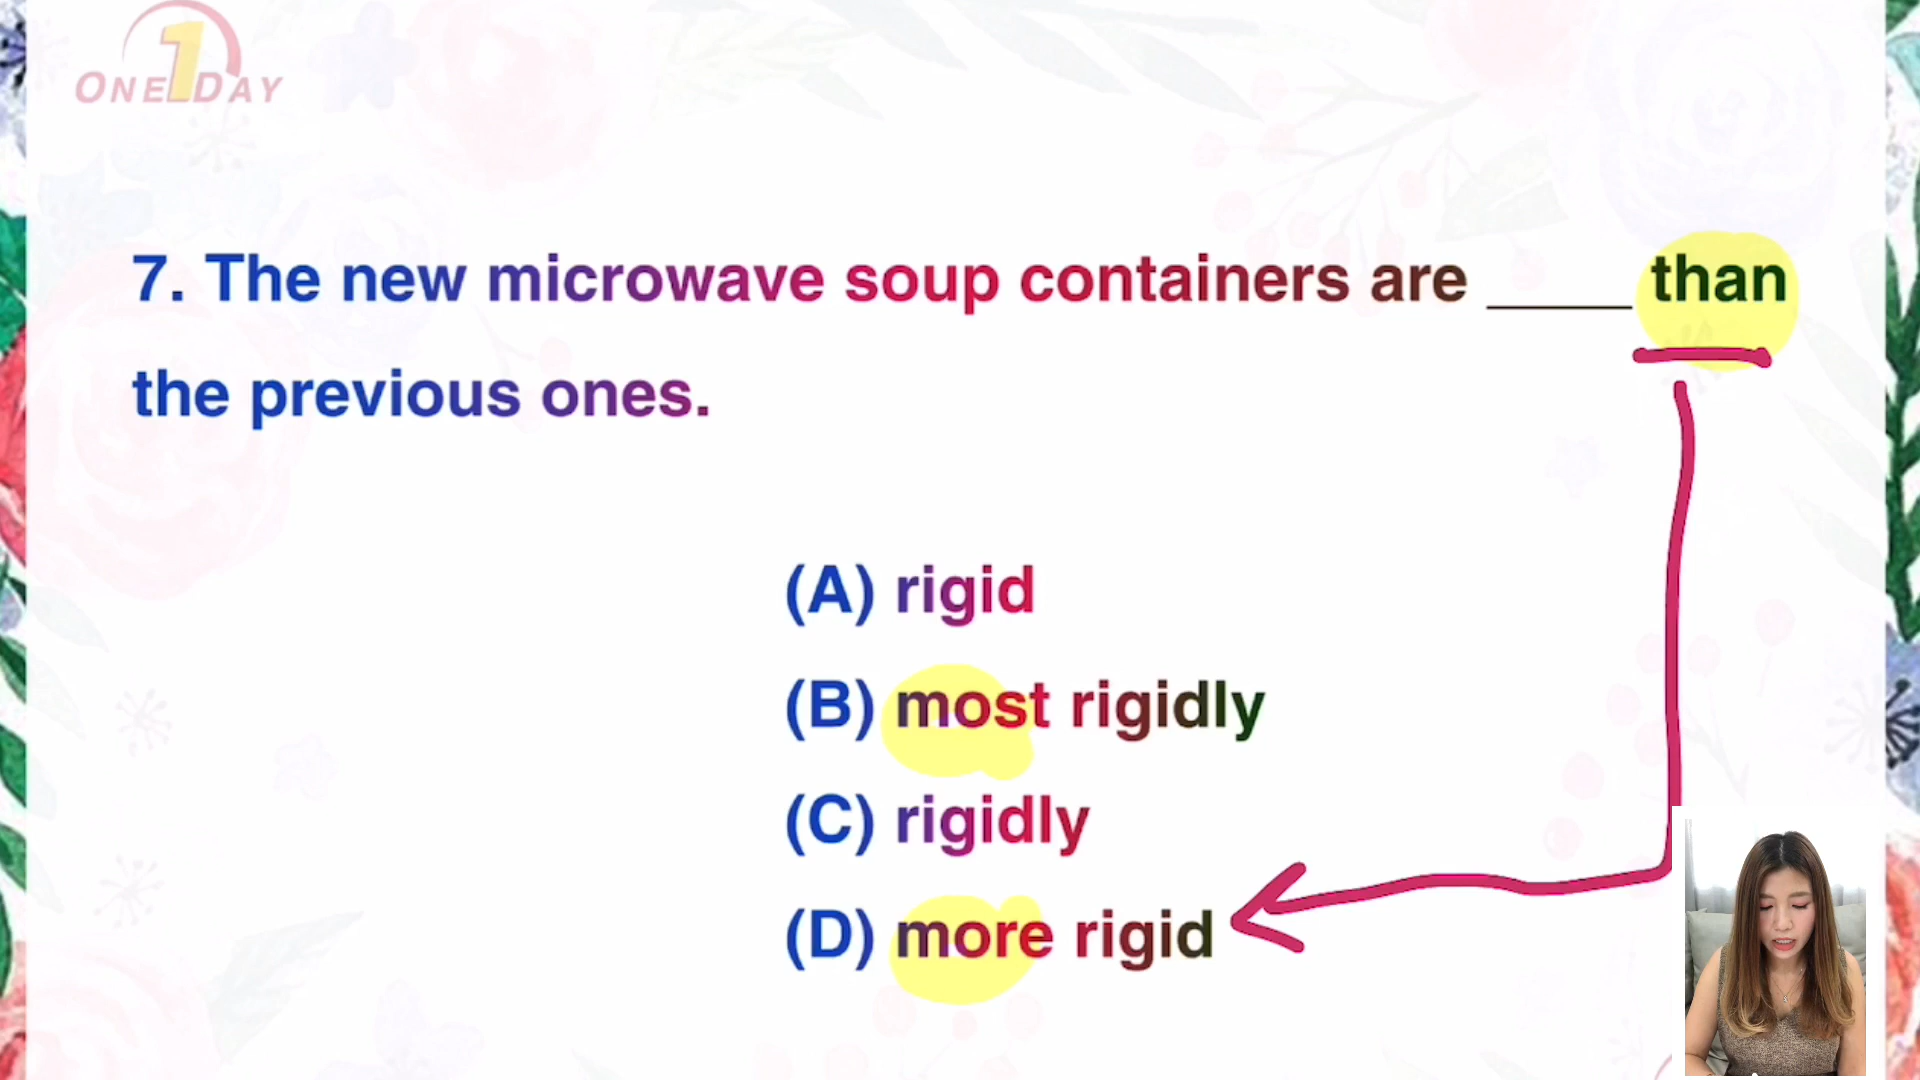 ONE 1 DAY
7. The new microwave soup containers are _____ than
the previous ones.
(A) rigid
(B) most rigidly
(C) rigidly
(D) more rigid